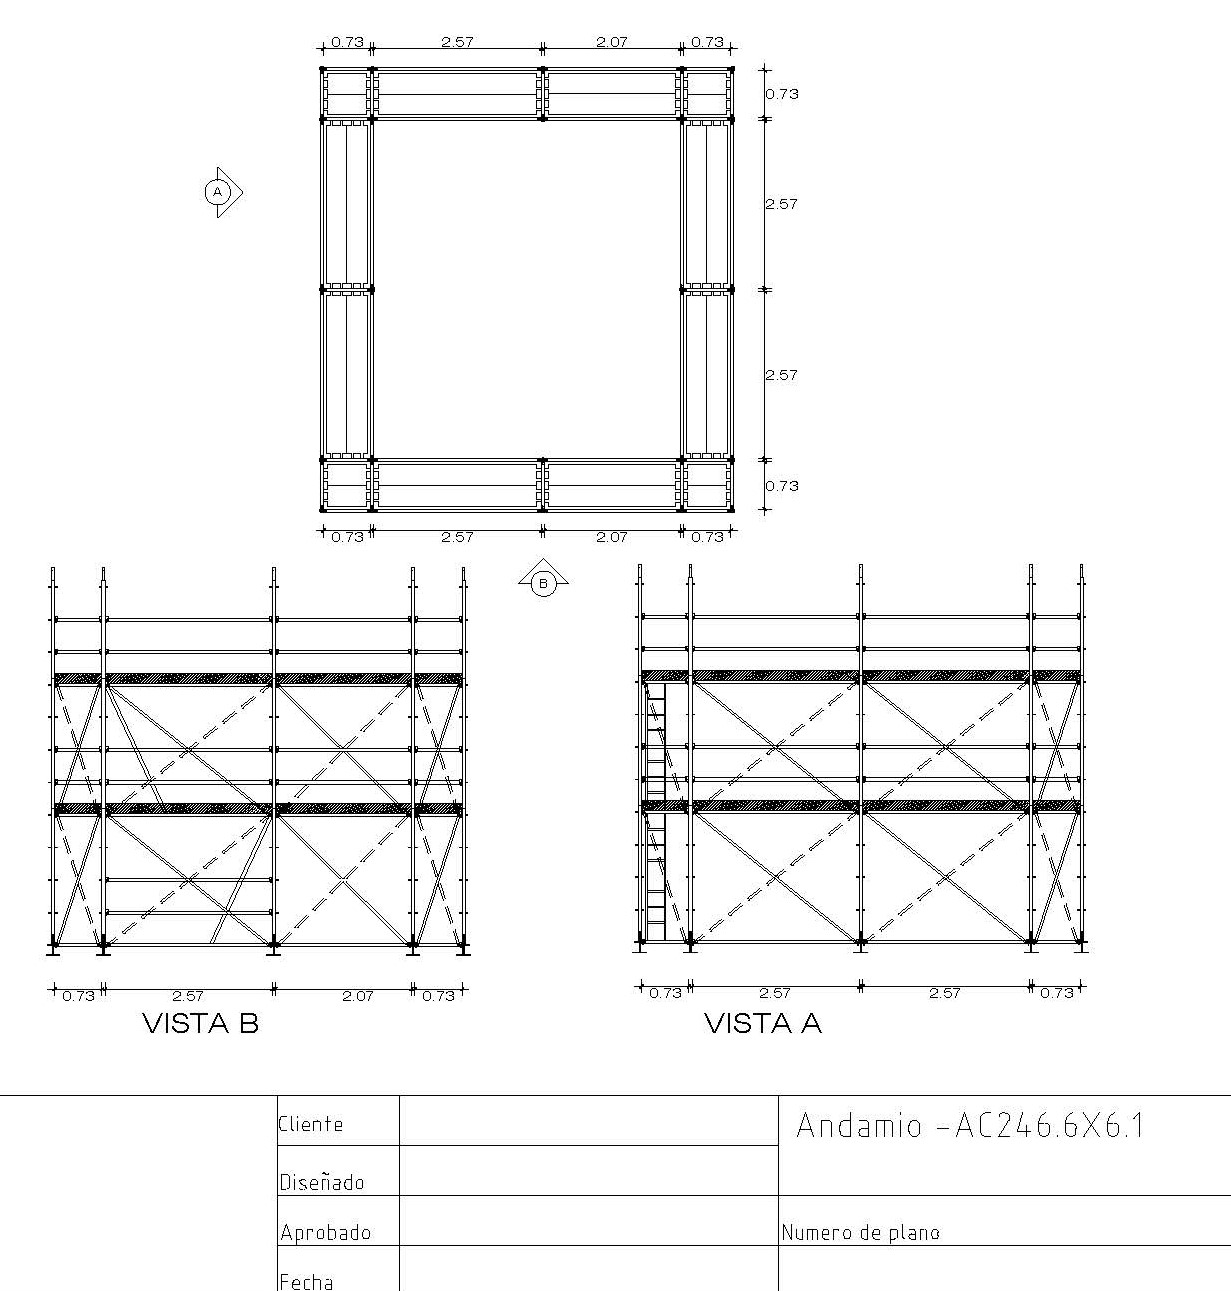 0.73 2.57 2.07 0.73
0.73
A
2.57
2.57
0.73
0.73 2.57 2.07 0.73
B
0.73 2.57 2.07 0.73
0.73 2.57 2.57 0.73
VISTA B
VISTA A
Cliente
Andamio -AC246.6X6.1
Diseñado
Aprobado
Numero de plano
Fecha